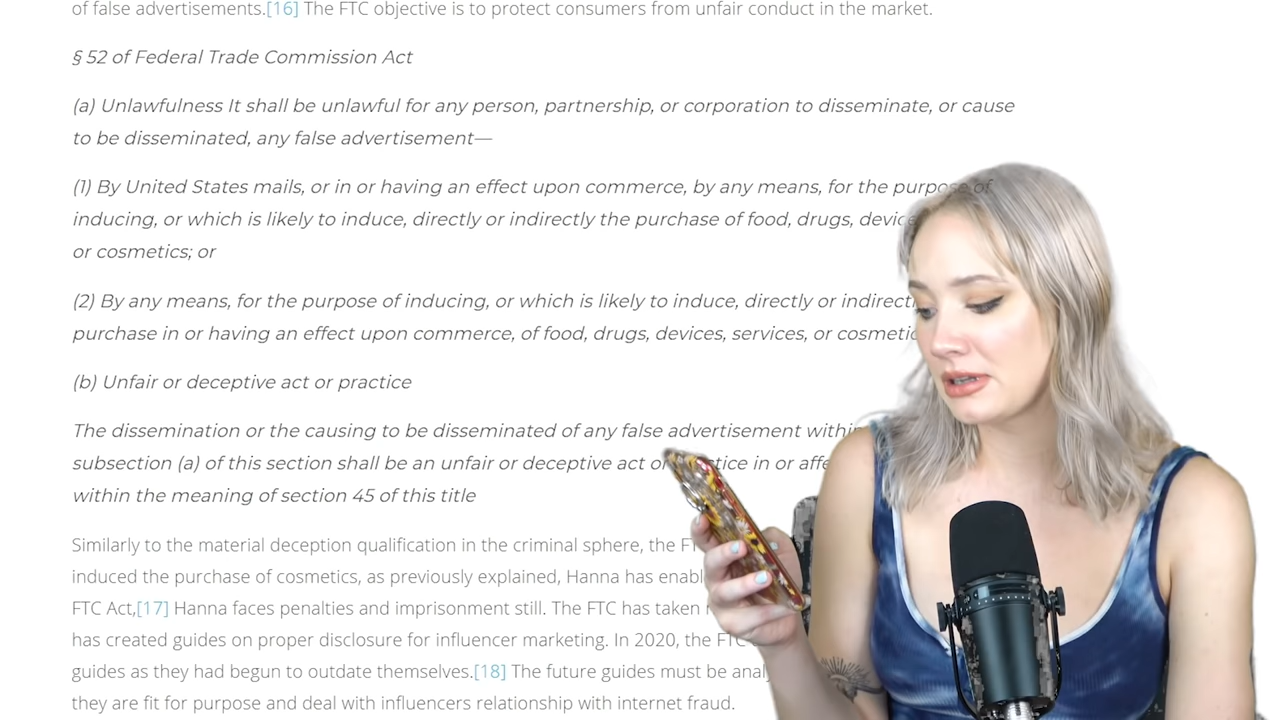 of false advertisements.[16] The FTC objective is to protect consumers from unfair conduct in the market.
§ 52 of Federal Trade Commission Act
(a) Unlawfulness It shall be unlawful for any person, partnership, or corporation to disseminate, or cause
to be disseminated, any false advertisement—
(1) By United States mails, or in or having an effect upon commerce, by any means, for the purpose of
inducing, or which is likely to induce, directly or indirectly the purchase of food, drugs,
or cosmetics; or
(2) By any means, for the purpose of inducing, or which is likely to induce, directly or
purchase in or having an effect upon commerce, of food, drugs, devices, services, or
(b) Unfair or deceptive act or practice
The dissemination or the causing to be disseminated of any false advertisement
subsection (a) of this section shall be an unfair or deceptive act in or
within the meaning of section 45 of this title
Similarly to the material deception qualification in the criminal sphere, the
induced the purchase of cosmetics, as previously explained, Hanna has
FTC Act,[17] Hanna faces penalties and imprisonment still. The FTC has taken
has created guides on proper disclosure for influencer marketing. In 2020, the FTC
guides as they had begun to outdate themselves.[18] The future guides must be
they are fit for purpose and deal with influencers relationship with internet fraud.